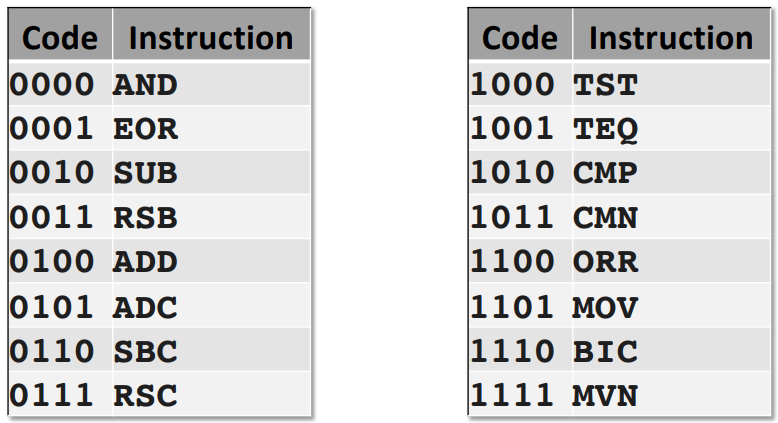 Code Instruction
0000 AND
0001 EOR
0010 SUB
0011 RSB
0100 ADD
0101 ADC
0110 SBC
0111 RSC
Code Instruction
1000 TST
1001 TEQ
1010 CMP
1011 CMN
1100 ORR
1101 MOV
1110 BIC
1111 MVN